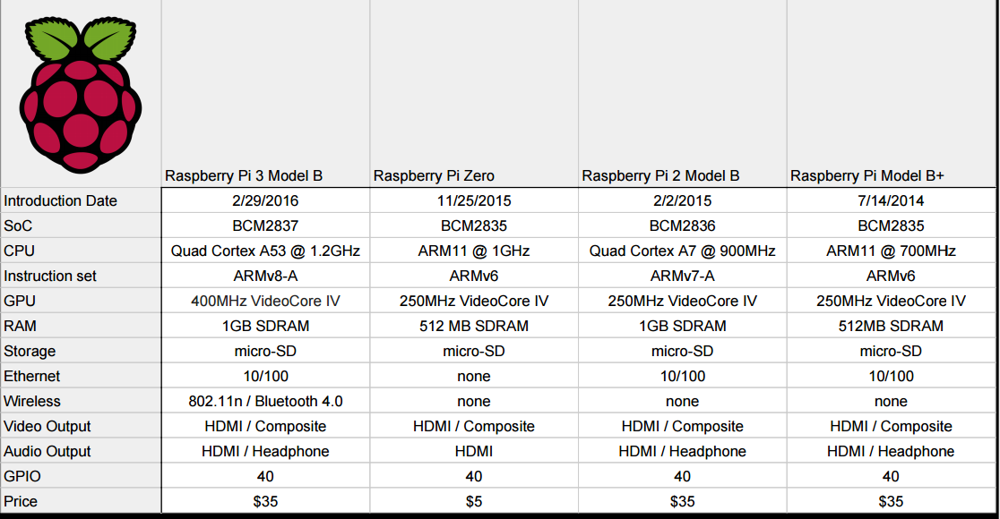 Raspberry Pi 3 Model B Raspberry Pi Zero Raspberry Pi 2 Model B Raspberry Pi Model B+
Introduction Date 2/29/2016 11/25/2015 2/2/2015 7/14/2014
SoC BCM2837 BCM2835 BCM2836 BCM2835
CPU Quad Cortex A53 @ 1.2GHz ARM11 @ 1GHz Quad Cortex A7 @ 900MHz ARM11 @ 700MHz
Instruction set ARMv8-A ARMv6 ARMv7-A ARMv6
GPU 400MHz VideoCore IV 250MHz VideoCore IV 250MHz VideoCore IV 250MHz VideoCore IV
RAM 1GB SDRAM 512 MB SDRAM 1GB SDRAM 512MB SDRAM
Storage micro-SD micro-SD micro-SD micro-SD
Ethernet 10/100 none 10/100 10/100
Wireless 802.11n / Bluetooth 4.0 none none none
Video Output HDMI / Composite HDMI / Composite HDMI / Composite HDMI / Composite
Audio Output HDMI / Headphone HDMI HDMI / Headphone HDMI / Headphone
GPIO 40 40 40 40
Price $35 $5 $35 $35